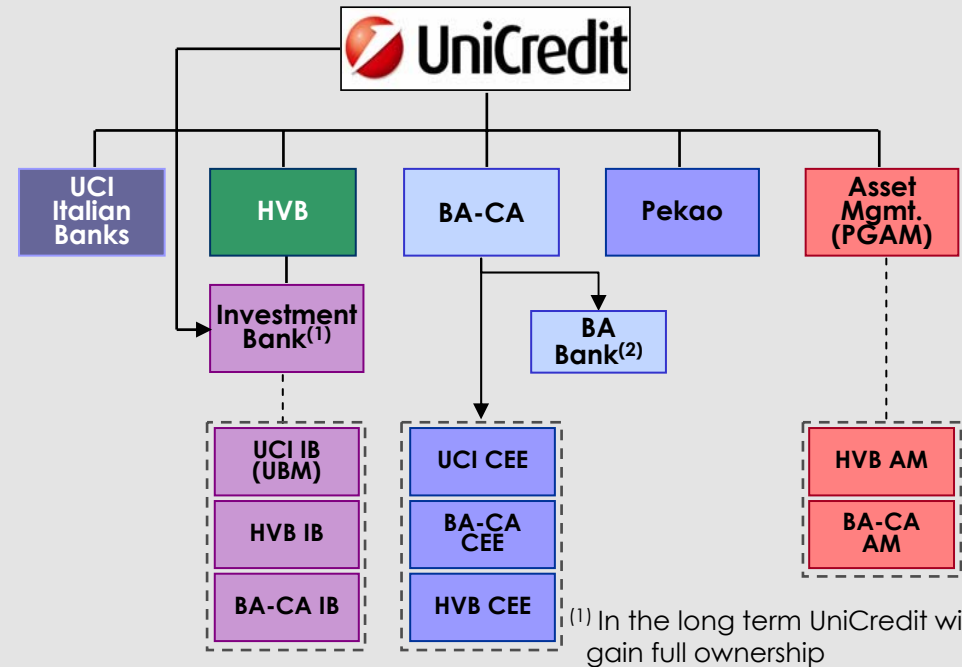 UniCredit
UCI
Italian
Banks
HVB
BA-CA
Pekao
Asset
Mgmt.
(PGAM)
Investment
Bank(1)
BA
Bank(2)
UCI IB
(UBM)
HVB IB
BA-CA IB
UCI CEE
BA-CA
CEE
HVB CEE
HVB AM
BA-CA
AM
(1) In the long term UniCredit
gain full ownership